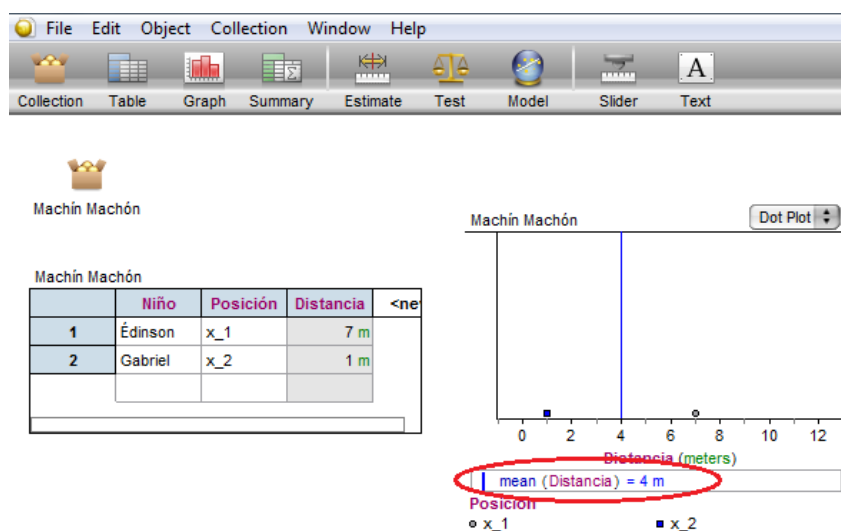 File Edit Object Collection Window Help
Collection Table Graph Summary Estimate Test Model Slider Text
A
Machín Machón
Machín Machón
Niño Posición Distancia <ne
1 Édinson x_1 7 m
2 Gabriel x_2 1 m
Machín Machón Dot Plot
0 2 4 6 8 10 12
Distancia (meters)
mean (Distancia) = 4 m
Posición
x_1 x_2